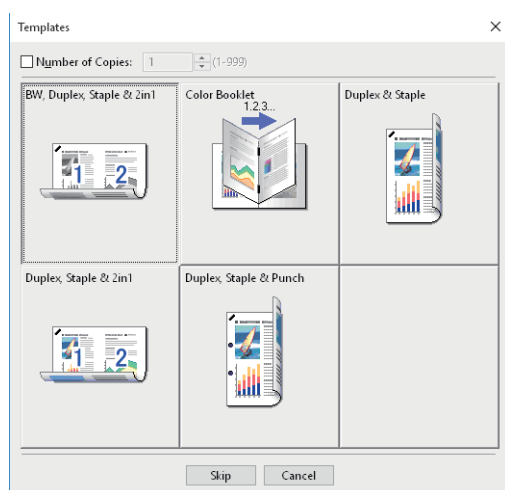 Templates
Number of Copies: 1 (1-999)
BW, Duplex, Staple & 2in1
Color Booklet
Duplex & Staple
1.2.3...
1 2
Duplex, Staple & 2in1
Duplex, Staple & Punch
1 2
Skip
Cancel